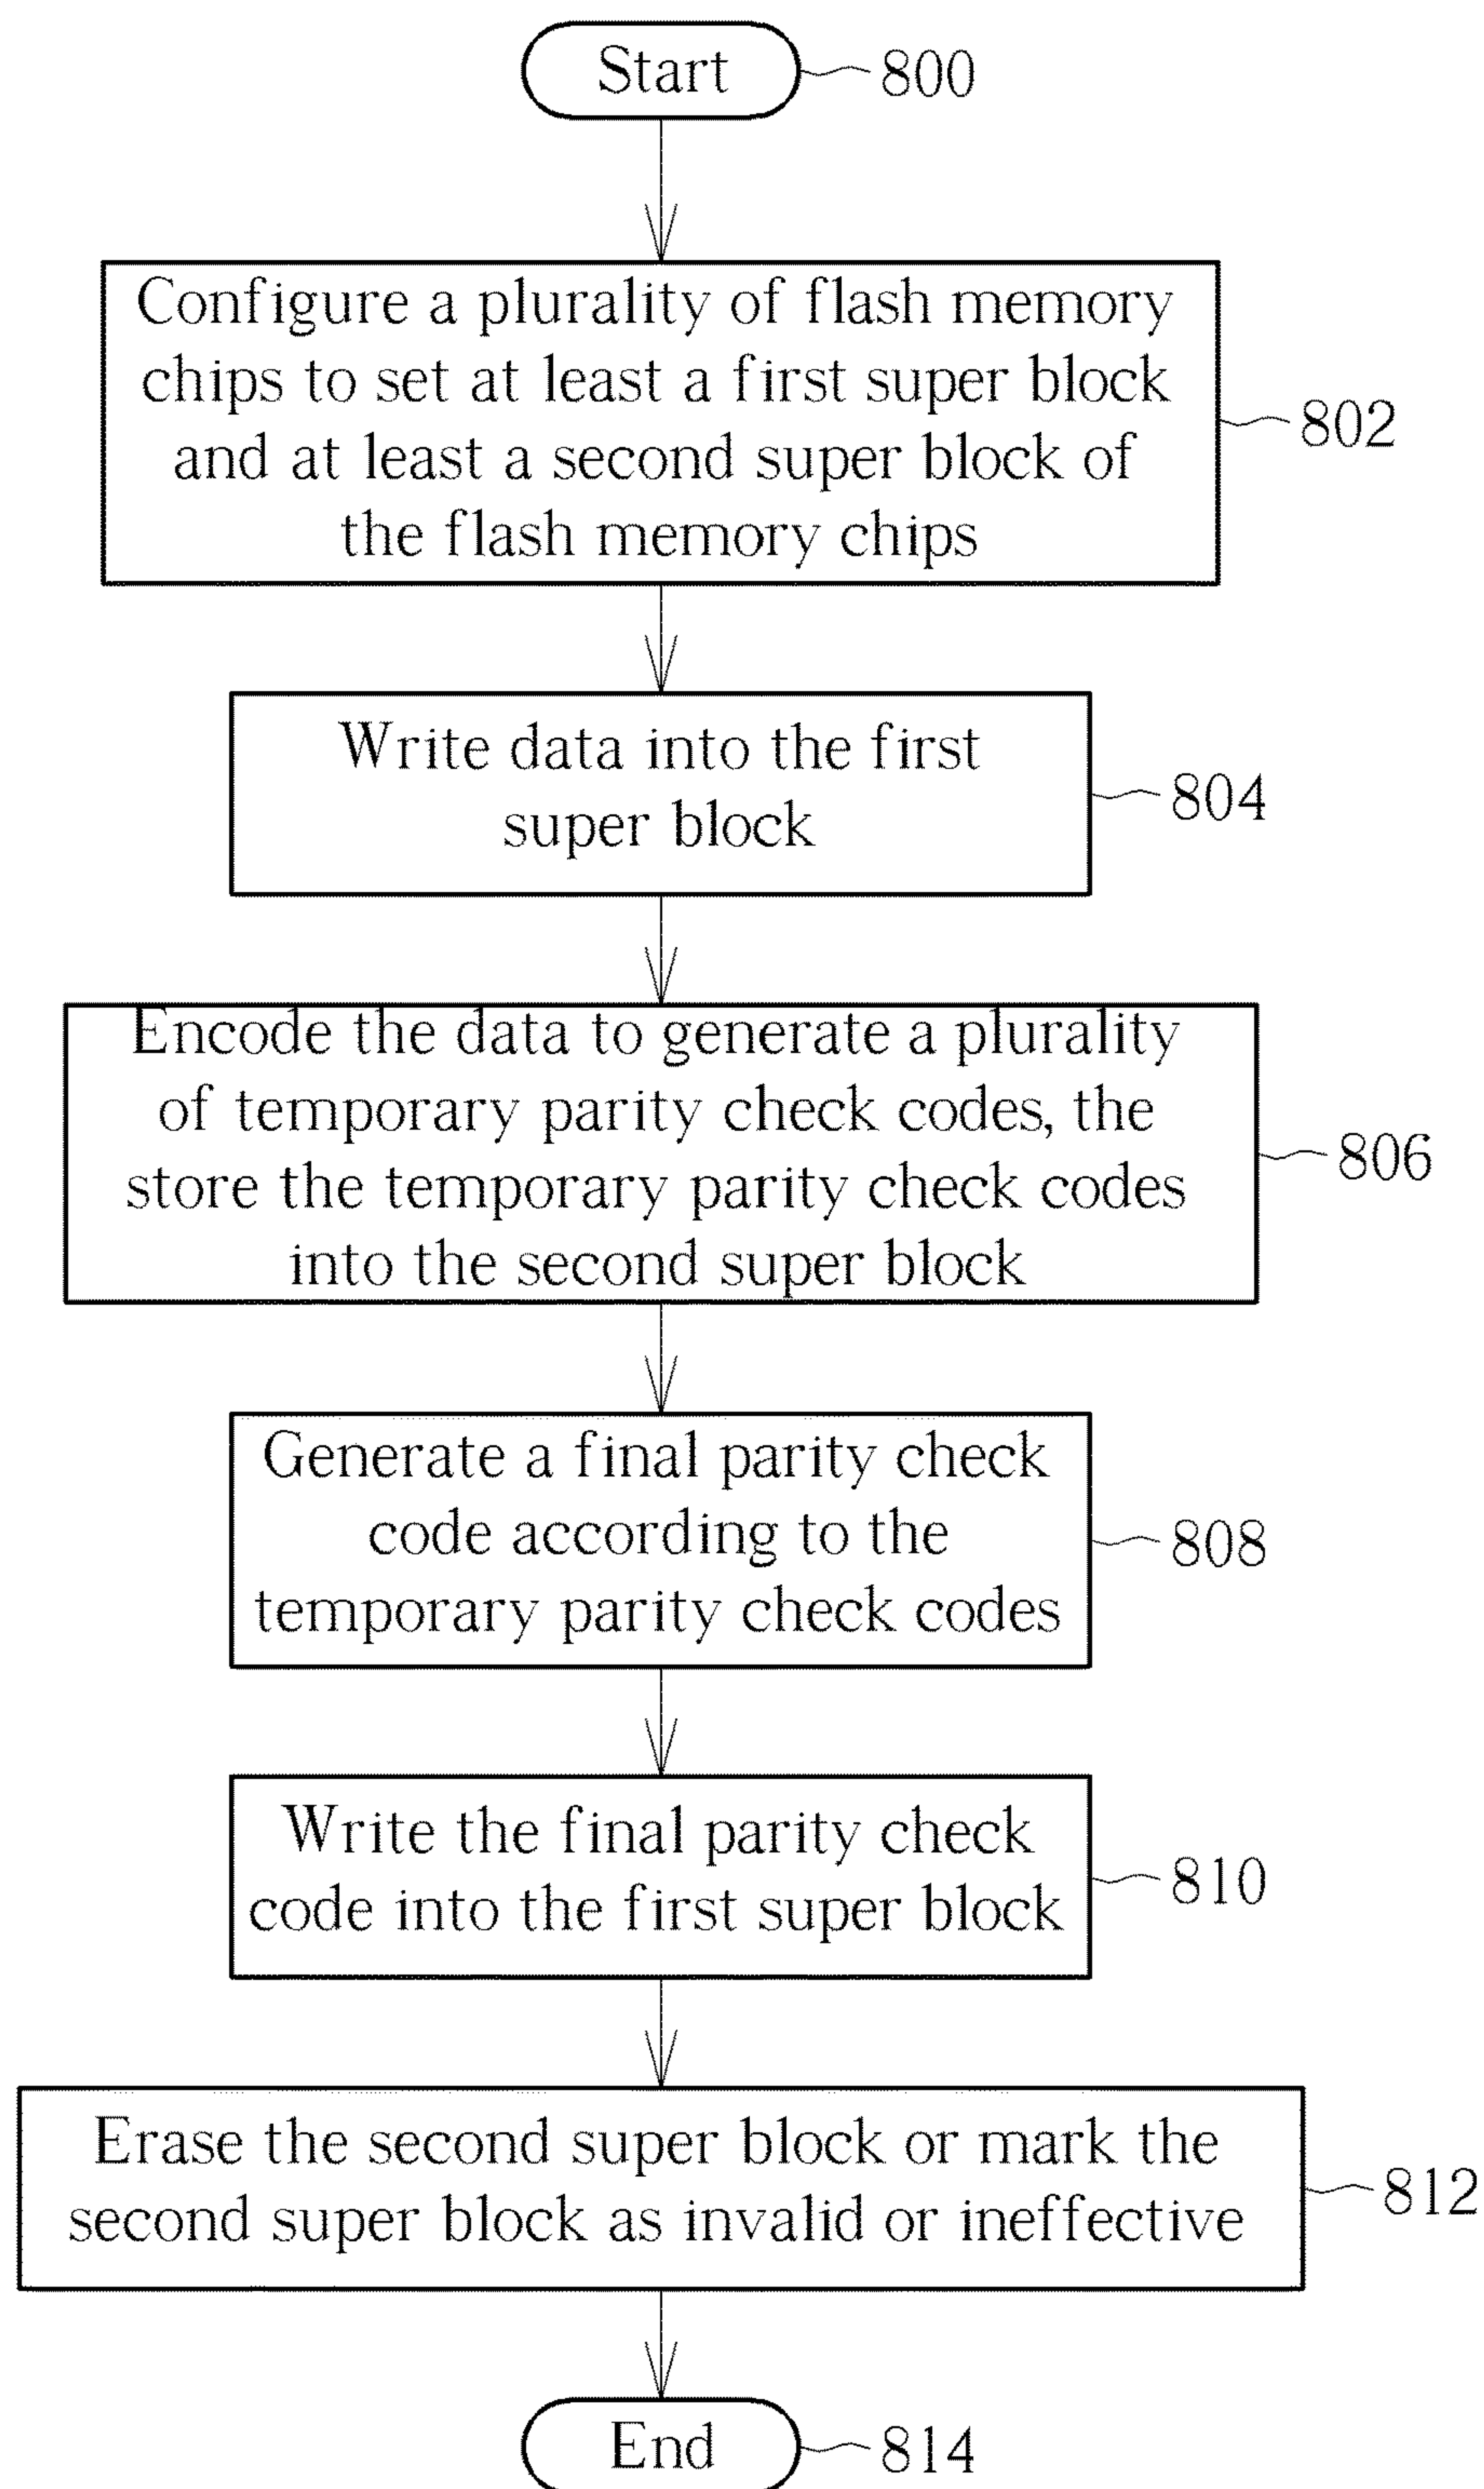 Start
800
Configure a plurality of flash memory
chips to set at least a first super block
and at least a second super block of
the flash memory chips
802
Write data into the first
super block
804
Encode the data to generate a plurality
of temporary parity check codes, the
store the temporary parity check codes
into the second super block
806
Generate a final parity check
code according to the
temporary parity check codes
808
Write the final parity check
code into the first super block
810
Erase the second super block or mark the
second super block as invalid or ineffective
812
End
814